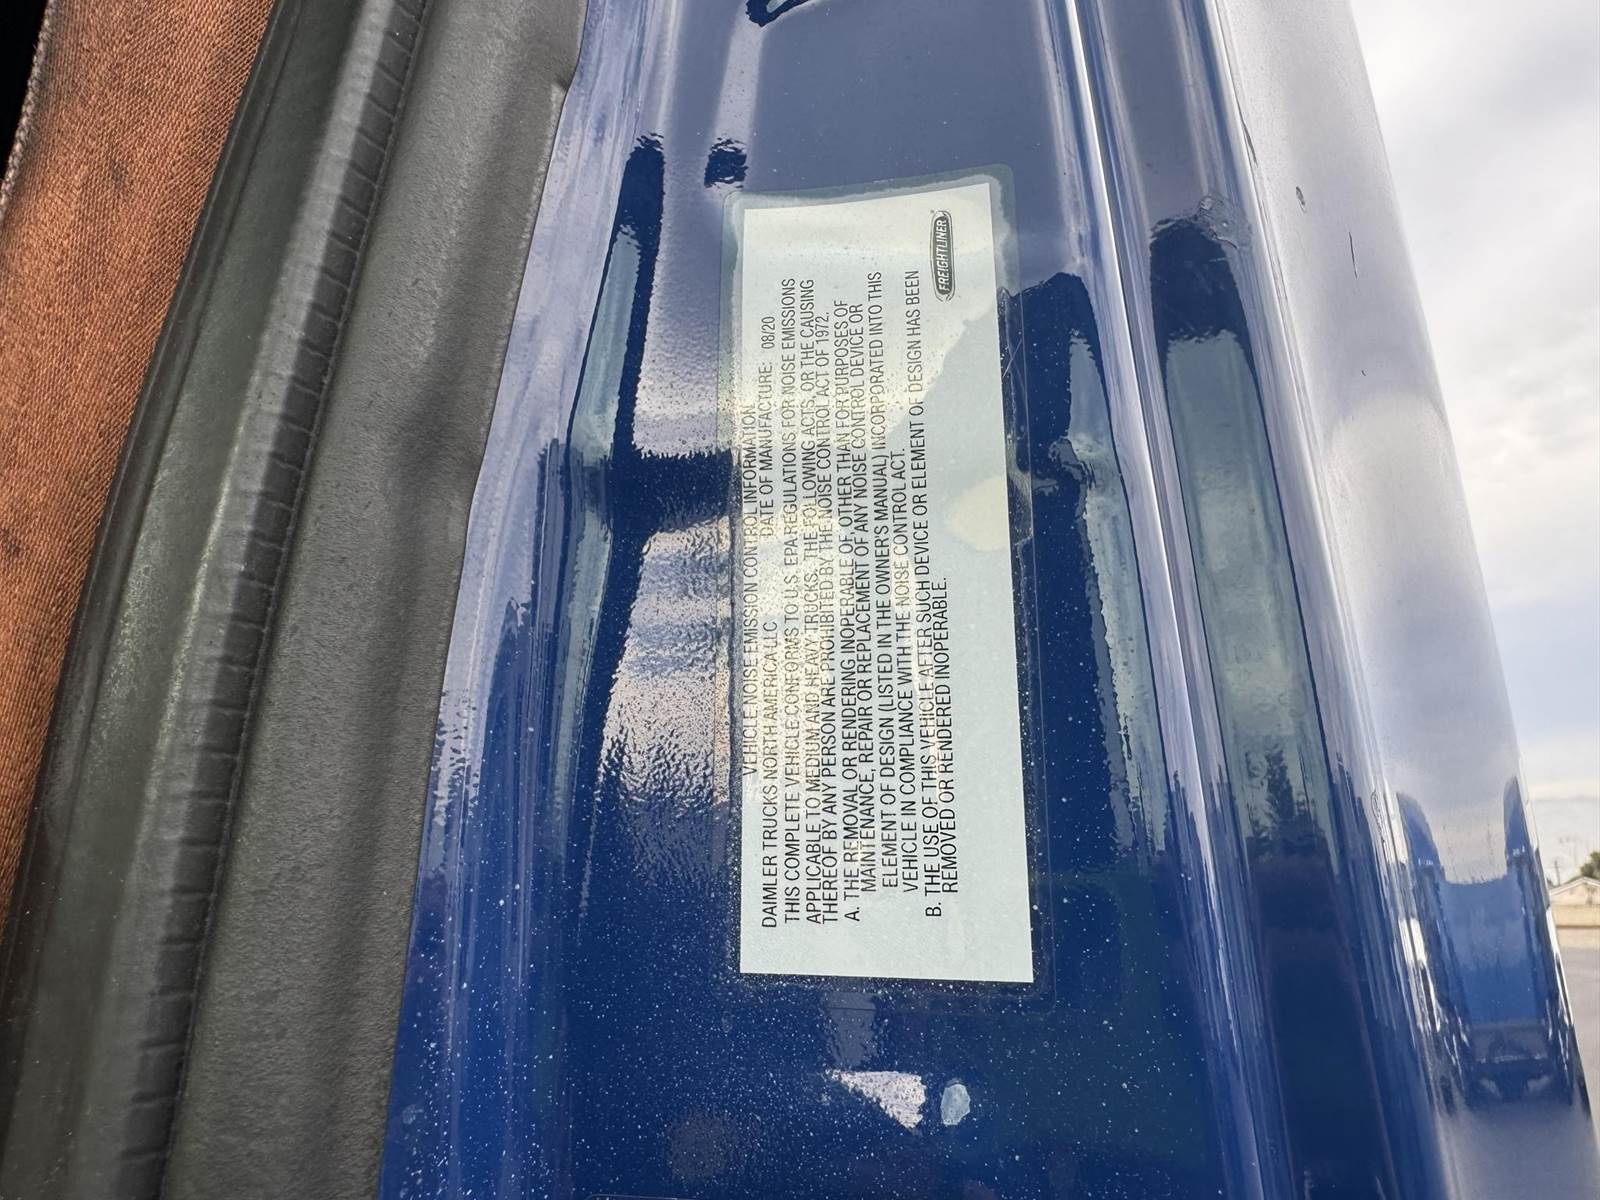 FREIGHTLINER
VEHICLE NOISE EMISSION CONTROL INFORMATION
DAIMLER TRUCKS NORTH AMERICA LLC DATE OF MANUFACTURE: 08/20
THIS COMPLETE VEHICLE CONFORMS TO U.S. EPA REGULATIONS FOR NOISE EMISSIONS
APPLICABLE TO MEDIUM AND HEAVY TRUCKS. THE FOLLOWING ACTS, OR THE CAUSING
THEREOF BY ANY PERSON ARE PROHIBITED BY THE NOISE CONTROL ACT OF 1972.
A. THE REMOVAL OR RENDERING INOPERABLE OF OTHER THAN FOR PURPOSES OF
MAINTENANCE, REPAIR OR REPLACEMENT OF ANY NOISE CONTROL DEVICE OR
ELEMENT OF DESIGN (LISTED IN THE OWNER'S MANUAL) INCORPORATED INTO THIS
VEHICLE IN COMPLIANCE WITH THE NOISE CONTROL ACT.
B. THE USE OF THIS VEHICLE AFTER SUCH DEVICE OR ELEMENT OF DESIGN HAS BEEN
REMOVED OR RENDERED INOPERABLE.